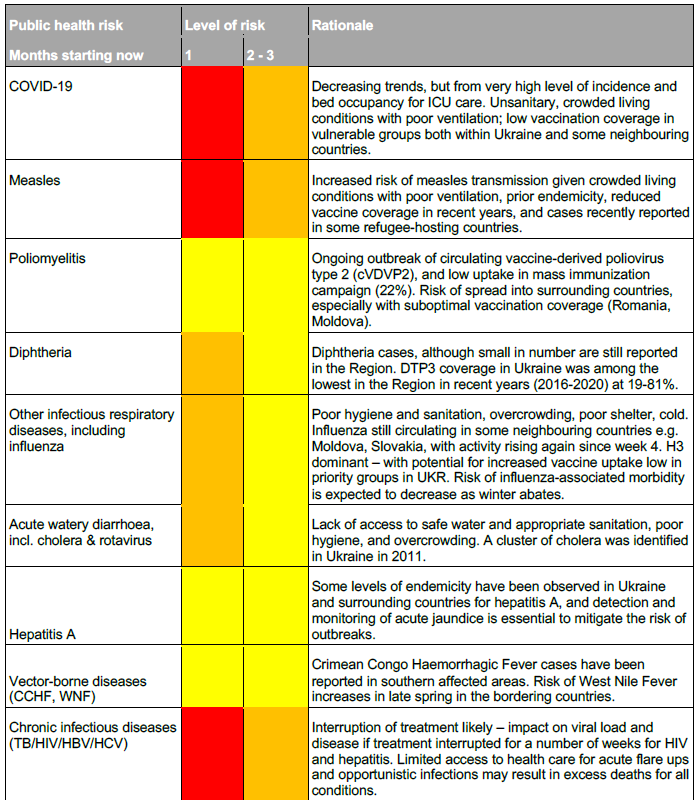 Public health risk Level of risk Rationale
Months starting now 1 2 - 3
COVID-19
Decreasing trends, but from very high level of incidence and
bed occupancy for ICU care. Unsanitary, crowded living
conditions with poor ventilation; low vaccination coverage in
vulnerable groups both within Ukraine and some neighbouring
countries.
Measles
Increased risk of measles transmission given crowded living
conditions with poor ventilation, prior endemicity, reduced
vaccine coverage in recent years, and cases recently reported
in some refugee-hosting countries.
Poliomyelitis
Ongoing outbreak of circulating vaccine-derived poliovirus
type 2 (cVDVP2), and low uptake in mass immunization
campaign (22%). Risk of spread into surrounding countries,
especially with suboptimal vaccination coverage (Romania,
Moldova).
Diphtheria
Diphtheria cases, although small in number are still reported
in the Region. DTP3 coverage in Ukraine was among the
lowest in the Region in recent years (2016-2020) at 19-81%.
Other infectious respiratory
diseases, including
influenza
Poor hygiene and sanitation, overcrowding, poor shelter, cold.
Influenza still circulating in some neighbouring countries e.g.
Moldova, Slovakia, with activity rising again since week 4. H3
dominant – with potential for increased vaccine uptake low in
priority groups in UKR. Risk of influenza-associated morbidity
is expected to decrease as winter abates.
Acute watery diarrhoea,
incl. cholera & rotavirus
Lack of access to safe water and appropriate sanitation, poor
hygiene, and overcrowding. A cluster of cholera was identified
in Ukraine in 2011.
Hepatitis A
Some levels of endemicity have been observed in Ukraine
and surrounding countries for hepatitis A, and detection and
monitoring of acute jaundice is essential to mitigate the risk of
outbreaks.
Vector-borne diseases
(CCHF, WNF)
Crimean Congo Haemorrhagic Fever cases have been
reported in southern affected areas. Risk of West Nile Fever
increases in late spring in the bordering countries.
Chronic infectious diseases
(TB/HIV/HBV/HCV)
Interruption of treatment likely – impact on viral load and
disease if treatment interrupted for a number of weeks for HIV
and hepatitis. Limited access to health care for acute flare ups
and opportunistic infections may result in excess deaths for all
conditions.